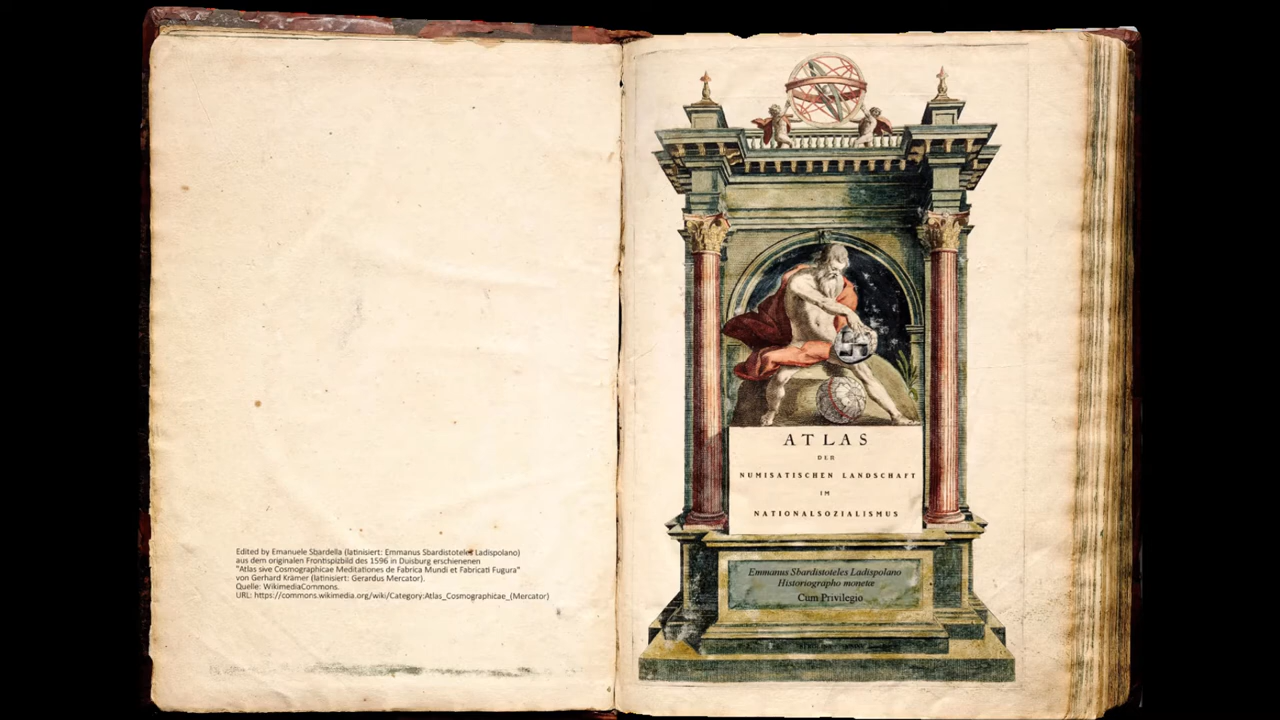 Edited by Emanuele Sbardella (latinisiert: Emmanus Sbardistoteles Ladispolano)
aus dem originalen Frontispizbild des 1596 in Duisburg erschienenen
"Atlas sive Cosmographicae Meditationes de Fabrica Mundi et Fabricati Fugura"
von Gerhard Krämer (latinisiert: Gerardus Mercator).
Quelle: WikimediaCommons.
URL: https://commons.wikimedia.org/wiki/Category:Atlas_Cosmographicae_(Mercator)
ATLAS
DER
NUMISATISCHEN LANDSCHAFT
IM
NATIONALSOZIALISMUS
Emmanus Sbardistoteles Ladispolano
Historiographo monetæ
Cum Privilegio